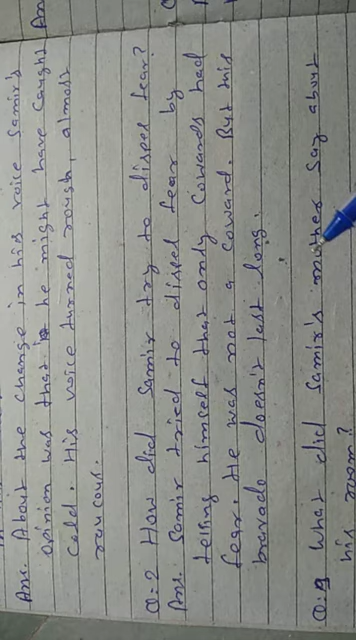 Ans. About the change in his voice Samir's
opinion was that he might have caught
cold. His voice turned rough, almost
raucous.
Q:2 How did Samir try to dispel fear?
Ans. Samir tried to dispel fear by
telling himself that only cowards had
fear. He was not a coward. But his
bravado doesn't last long.
Q: What did Samir's mother say about
his room?